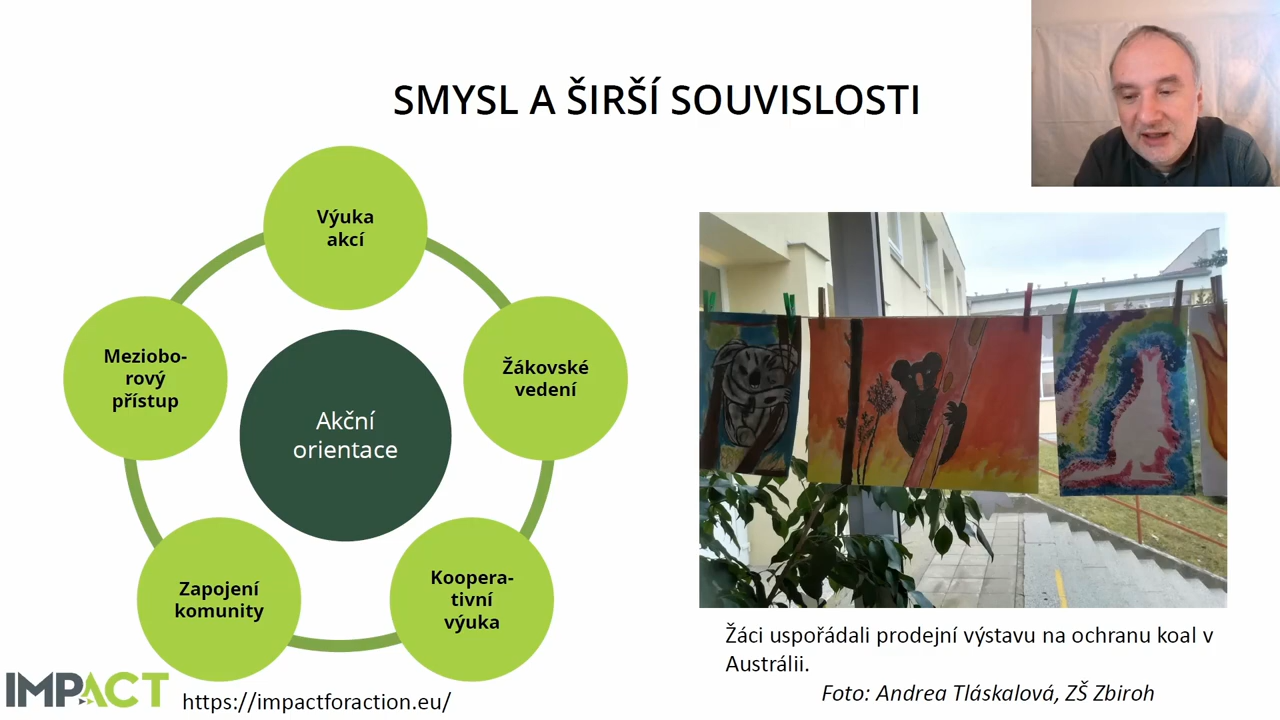 SMYSL A ŠIRŠÍ SOUVISLOSTI
Výuka
akcí
Meziobo-
rový
přístup
Žákovské
vedení
Akční
orientace
Zapojení
komunity
Koopera-
tivní
výuka
Žáci uspořádali prodejní výstavu na ochranu koal v
Austrálii.
Foto: Andrea Tláskalová, ZŠ Zbiroh
IMPACT
https://impactforaction.eu/